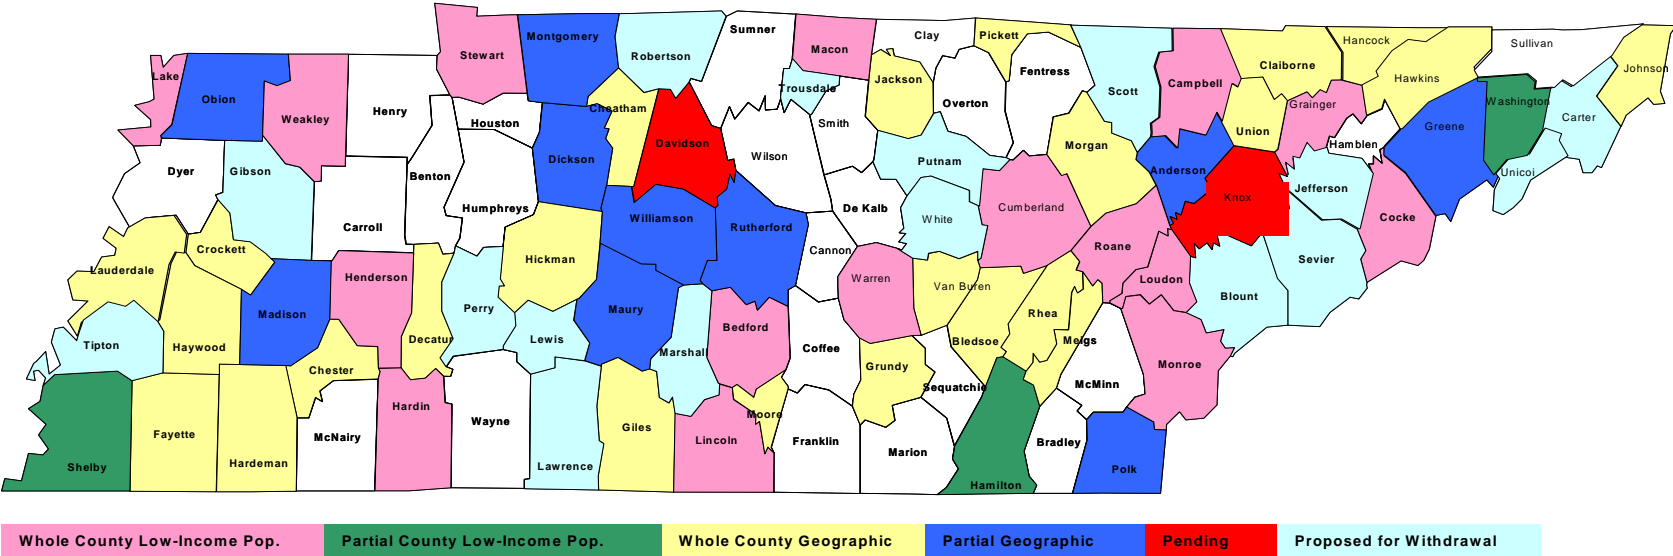 Sumner
Montgomery
Clay
Pickett
Hancock
Sullivan
Stewart
Robertson
Macon
Lake
Fentress
Claiborne
Johnson
Jackson
Hawkins
Campbell
Obion
Trousdale
Scott
Overton
Grainger
Washington
Henry
Cheatham
Weakley
Houston
Smith
Carter
Greene
Union
Davidson
Morgan
Hamblen
Wilson
Dickson
Putnam
Dyer
Gibson
Benton
Anderson
Unicoi
Jefferson
Knox
Humphreys
De Kalb
Cumberland
Williamson
White
Cocke
Carroll
Rutherford
Crockett
Cannon
Roane
Hickman
Sevier
Lauderdale
Henderson
Warren
Loudon
Van Buren
Blount
Perry
Maury
Madison
Rhea
Bedford
Tipton
Haywood
Decatur
Lewis
Bledsoe
Meigs
Marshall
Coffee
Grundy
Monroe
Chester
Sequatchie
McMinn
Hardin
Moore
Wayne
Giles
Fayette
McNairy
Lincoln
Franklin
Bradley
Marion
Hardeman
Shelby
Lawrence
Polk
Hamilton
Whole County Low-Income Pop. Partial County Low-Income Pop. Whole County Geographic Partial Geographic Pending Proposed for Withdrawal